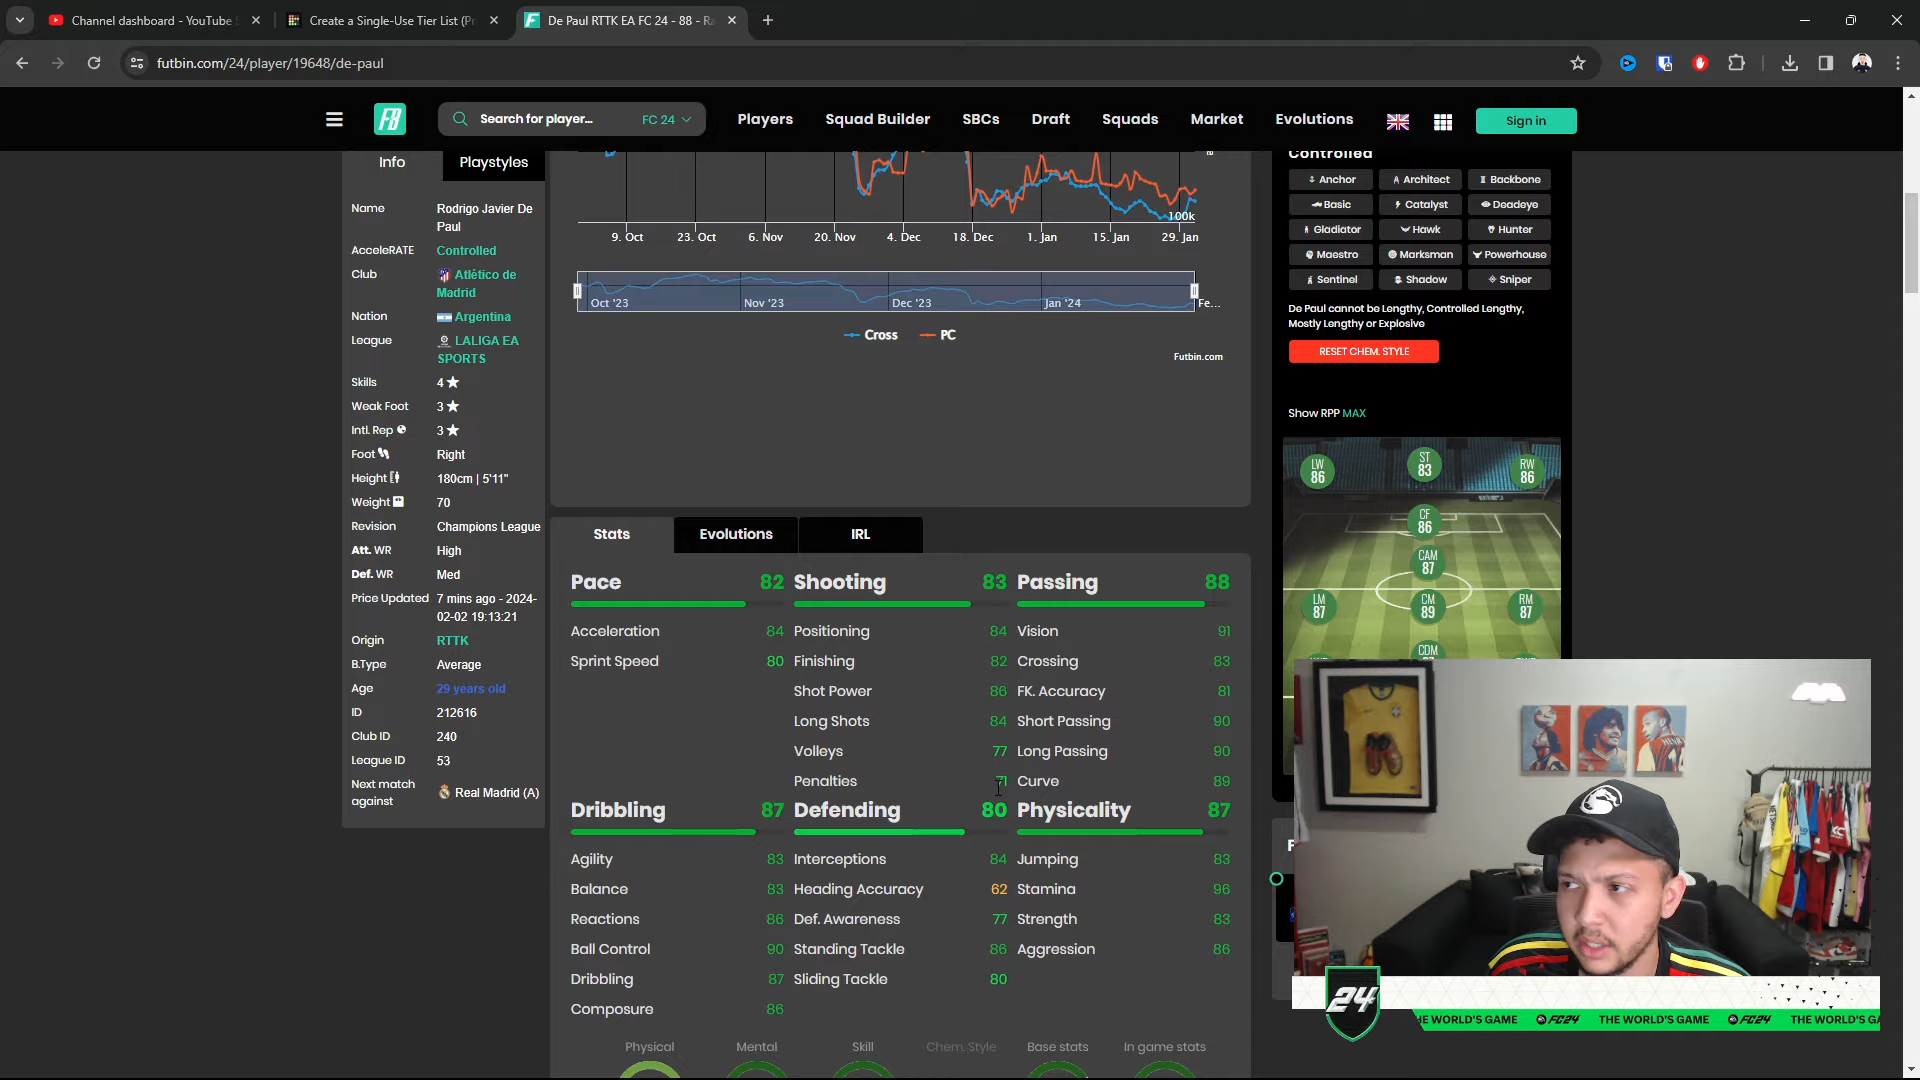 Channel dashboard - YouTube
Create a Single-Use Tier List (Pr
De Paul RTTK EA FC 24 - 88 - Ra
futbin.com/24/player/19648/de-paul
FB
Search for player...
FC 24
Players
Squad Builder
SBCs
Draft
Squads
Market
Evolutions
Sign in
Info
Playstyles
Name
Rodrigo Javier De
Paul
AcceleRATE
Controlled
Club
Atlético de
Madrid
Nation
Argentina
League
LALIGA EA
SPORTS
Skills
4
Weak Foot
3
Intl. Rep
3
Foot
Right
Height
180cm | 5'11"
Weight
70
Revision
Champions League
Att. WR
High
Def. WR
Med
Price Updated
7 mins ago - 2024-
02-02 19:13:21
Origin
RTTK
B.Type
Average
Age
29 years old
ID
212616
Club ID
240
League ID
53
Next match
against
Real Madrid (A)
100k
9. Oct
23. Oct
6. Nov
20. Nov
4. Dec
18. Dec
1. Jan
15. Jan
29. Jan
Oct '23
Nov '23
Dec '23
Jan '24
Fe...
Cross
PC
Futbin.com
Stats
Evolutions
IRL
Pace 82
Acceleration 84
Sprint Speed 80
Shooting 83
Positioning 84
Finishing 82
Shot Power 86
Long Shots 84
Volleys 77
Penalties 71
Passing 88
Vision 91
Crossing 83
FK. Accuracy 81
Short Passing 90
Long Passing 90
Curve 89
Dribbling 87
Agility 83
Balance 83
Reactions 86
Ball Control 90
Dribbling 87
Composure 86
Defending 80
Interceptions 84
Heading Accuracy 62
Def. Awareness 77
Standing Tackle 86
Sliding Tackle 80
Physicality 87
Jumping 83
Stamina 96
Strength 83
Aggression 86
Physical
Mental
Skill
Chem. Style
Base stats
In game stats
Controlled
Anchor
Architect
Backbone
Basic
Catalyst
Deadeye
Gladiator
Hawk
Hunter
Maestro
Marksman
Powerhouse
Sentinel
Shadow
Sniper
De Paul cannot be Lengthy, Controlled Lengthy,
Mostly Lengthy or Explosive
RESET CHEM. STYLE
Show RPP MAX
LW
86
ST
83
RW
86
CF
86
CAM
87
LM
87
CM
89
RM
87
CDM
HENRY
24
HE WORLD'S GAME
EA FC24
THE WORLD'S GAME
EA FC24
THE WORLD'S GA